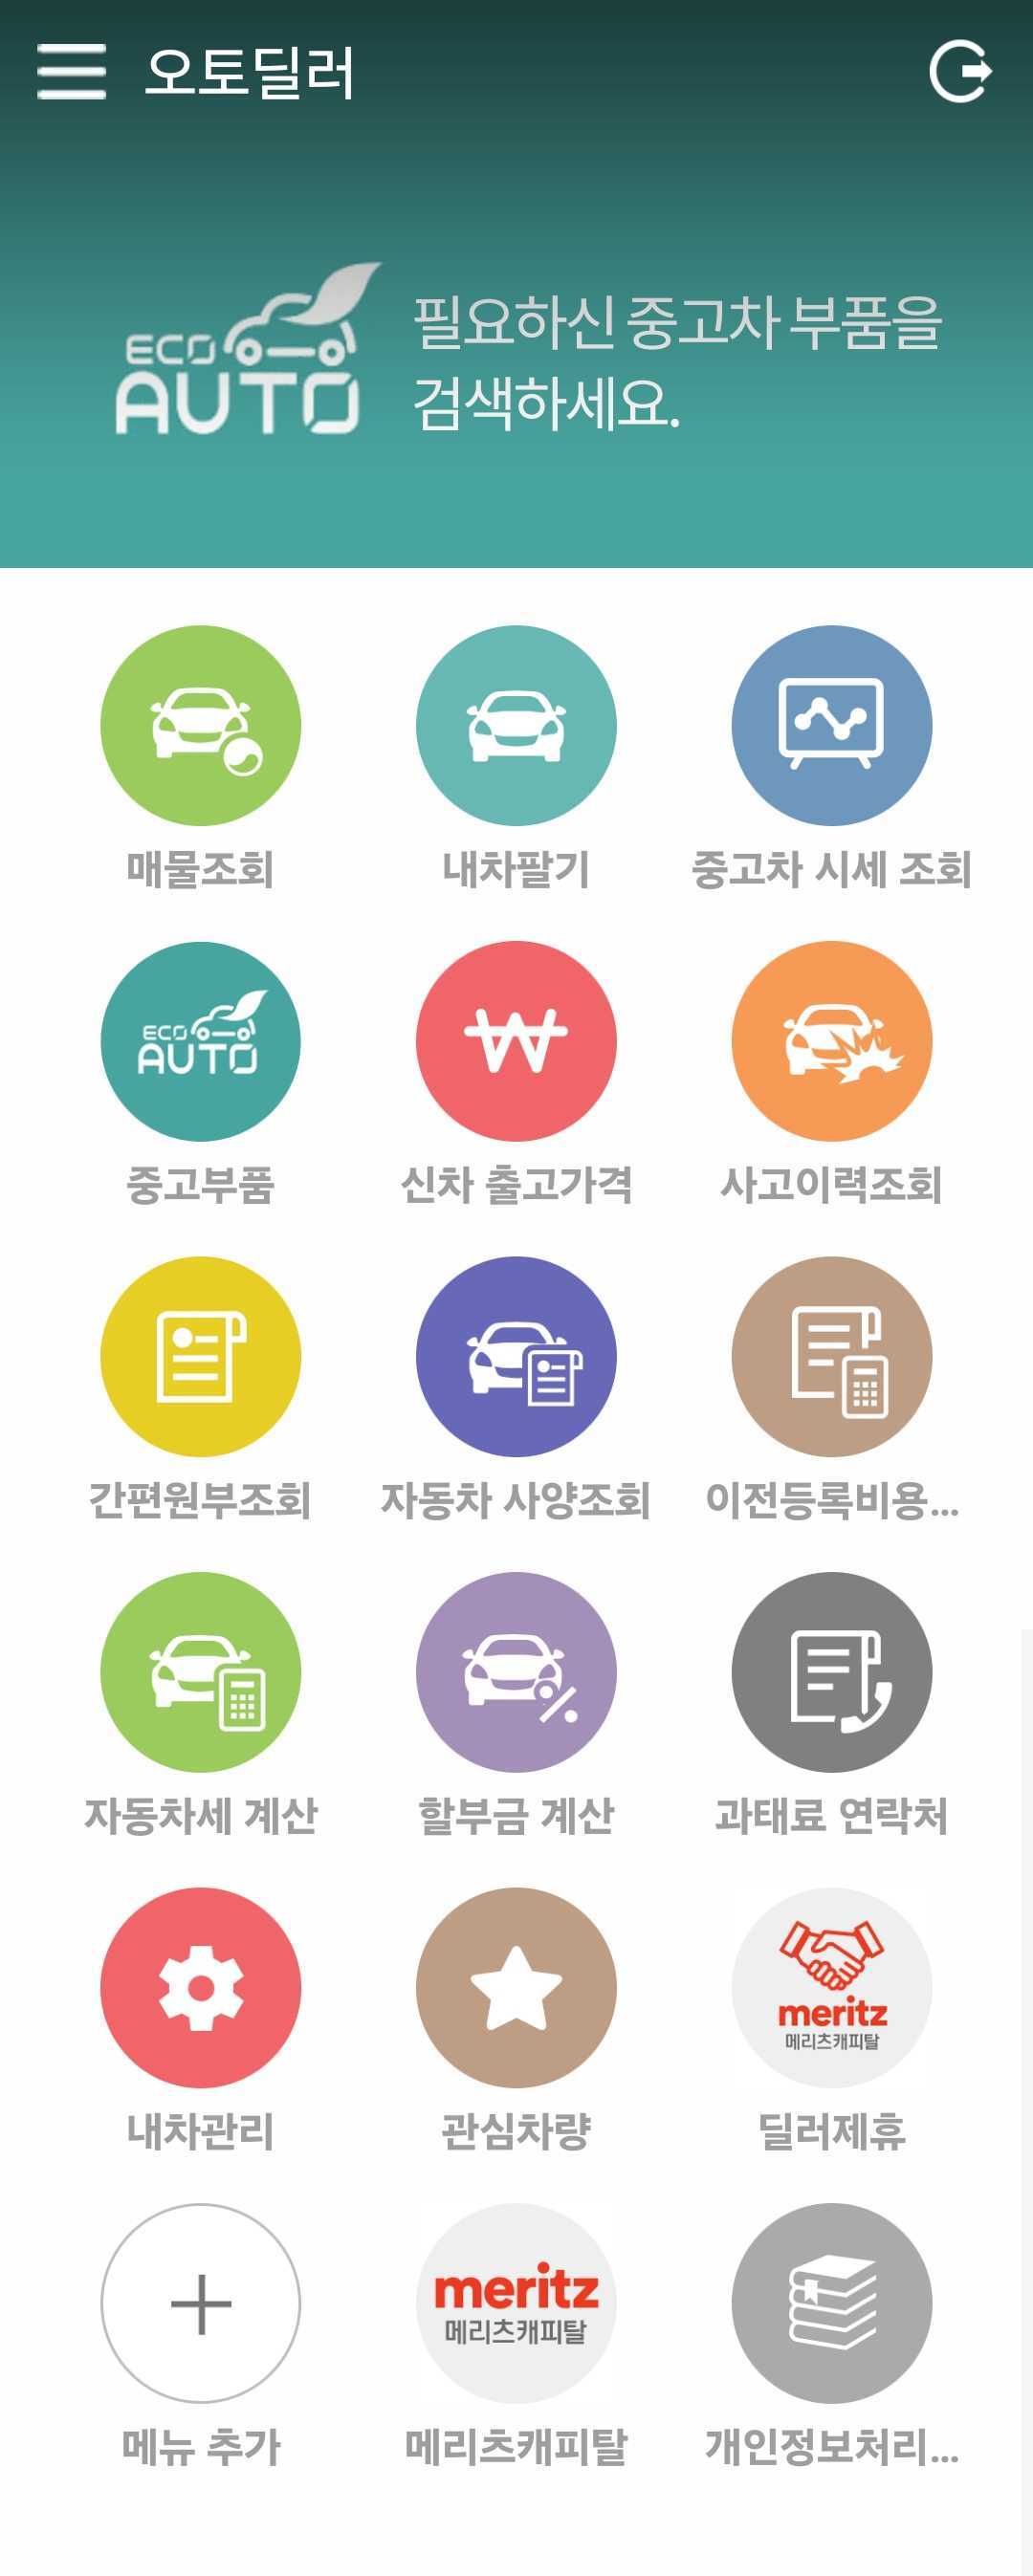 오토딜러
ECO
AUTO
필요하신 중고차 부품을
검색하세요.
매물조회
내차팔기
중고차 시세 조회
ECO
AUTO
중고부품
신차 출고가격
사고이력조회
간편원부조회
자동차 사양조회
이전등록비용...
자동차세 계산
할부금 계산
과태료 연락처
내차관리
관심차량
meritz
메리츠캐피탈
딜러제휴
메뉴 추가
meritz
메리츠캐피탈
메리츠캐피탈
개인정보처리...